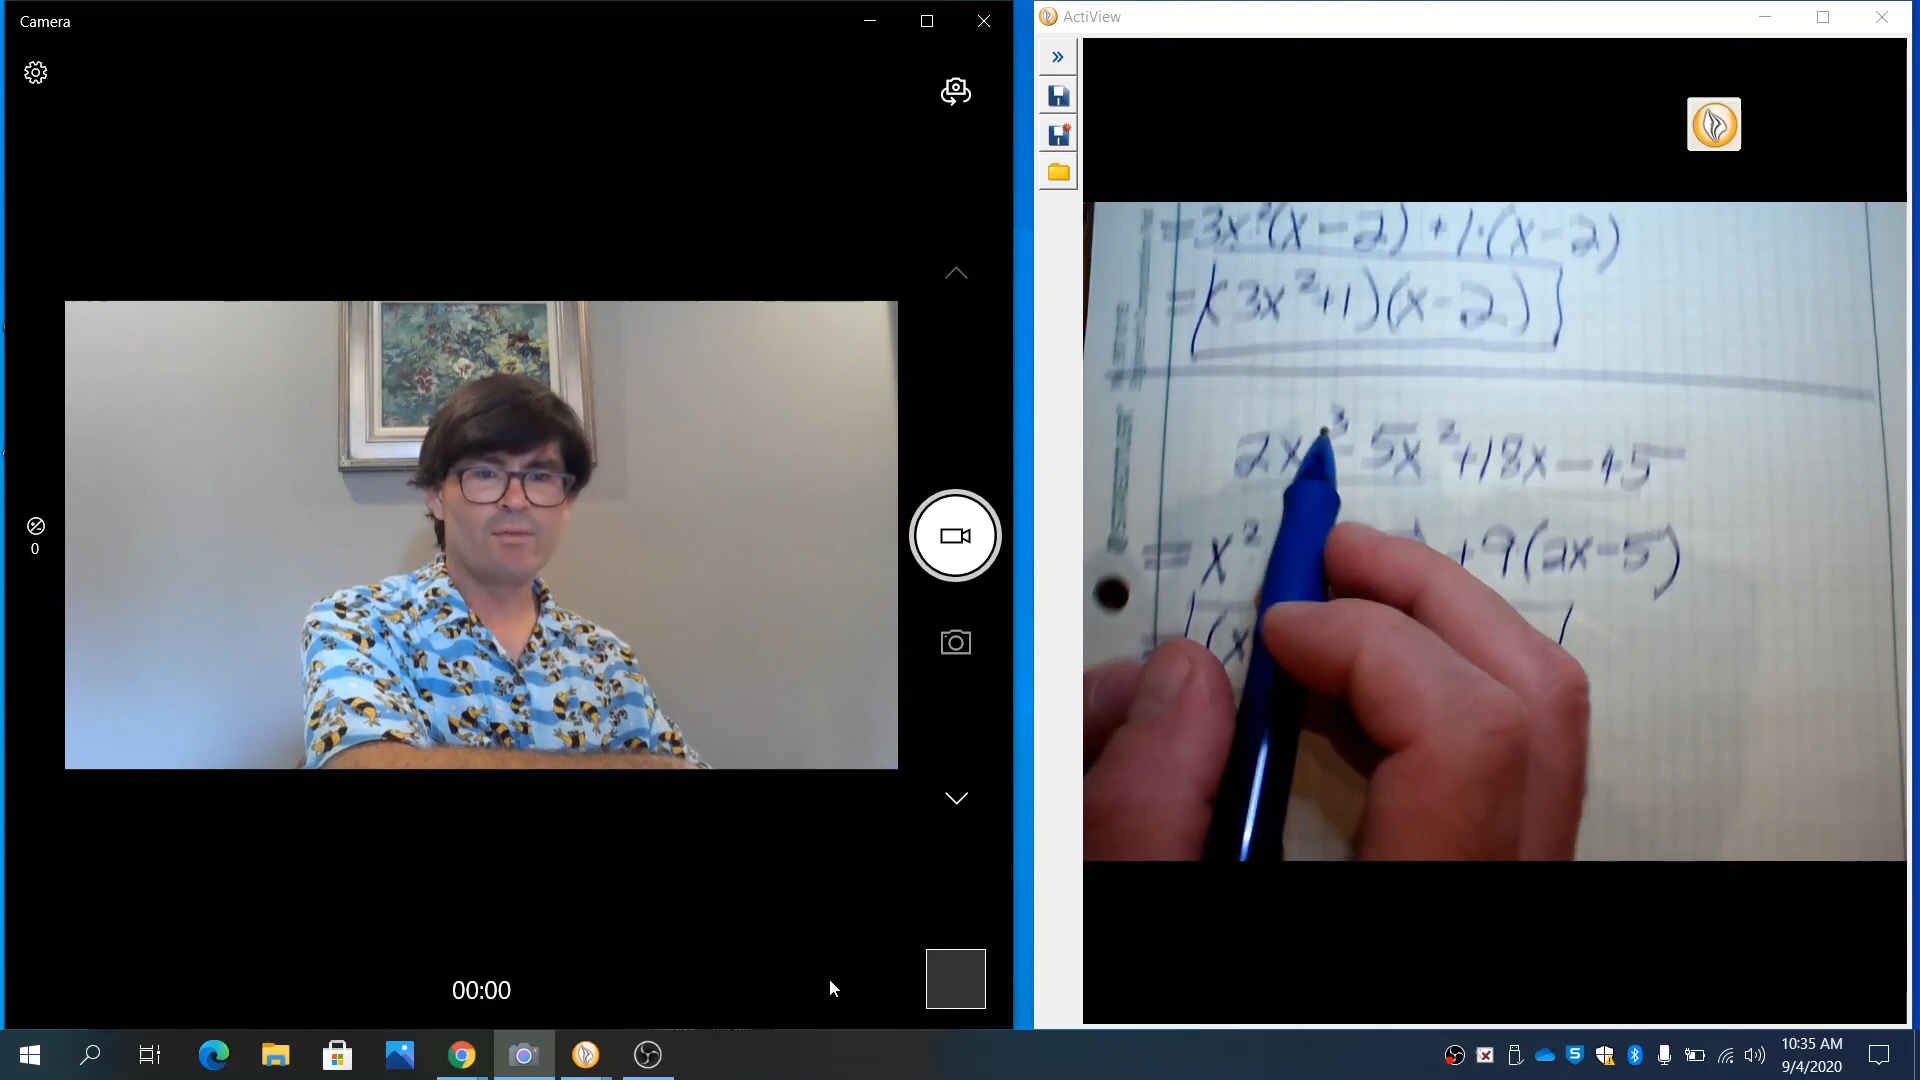 Camera
0
00:00
ActiView
»
=3x²(x-2)+1·(x-2)
=(3x²+1)(x-2)
2x³-5x²+18x-45
=x² +9(2x-5)
=(x
10:35 AM
9/4/2020